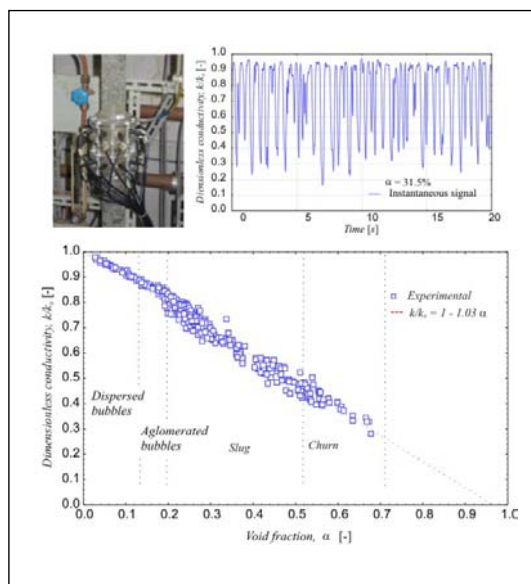 1.0
0.9
0.8
0.7
0.6
0.5
0.4
0.3
0.2
0.1
0.0
Diensionless conductivity, k/kₒ [-]
α = 31.5%
Instantaneous signal
0 5 10 15 20
Time [s]
1.0
0.9
0.8
0.7
0.6
0.5
0.4
0.3
0.2
0.1
0.0
Dimensionless conductivity, k/kₒ [-]
Experimental
k/kₒ = 1 - 1.03 α
Dispersed
bubbles
Aglomerated
bubbles
Slug
Churn
0.0 0.1 0.2 0.3 0.4 0.5 0.6 0.7 0.8 0.9 1.0
Void fraction, α [-]